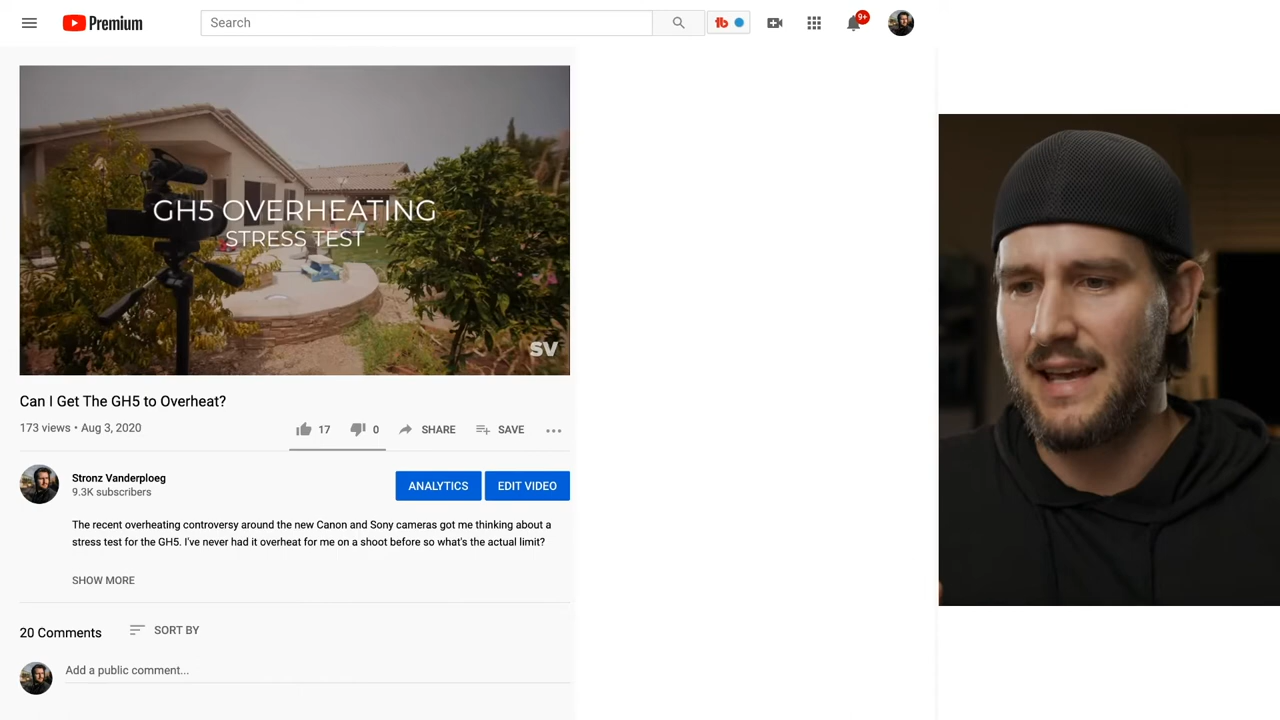 Premium
Search
tb
9+
GH5 OVERHEATING
STRESS TEST
SV
Can I Get The GH5 to Overheat?
173 views • Aug 3, 2020
17
0
SHARE
SAVE
Stronz Vanderploeg
9.3K subscribers
ANALYTICS
EDIT VIDEO
The recent overheating controversy around the new Canon and Sony cameras got me thinking about a
stress test for the GH5. I've never had it overheat for me on a shoot before so what's the actual limit?
SHOW MORE
20 Comments
SORT BY
Add a public comment...